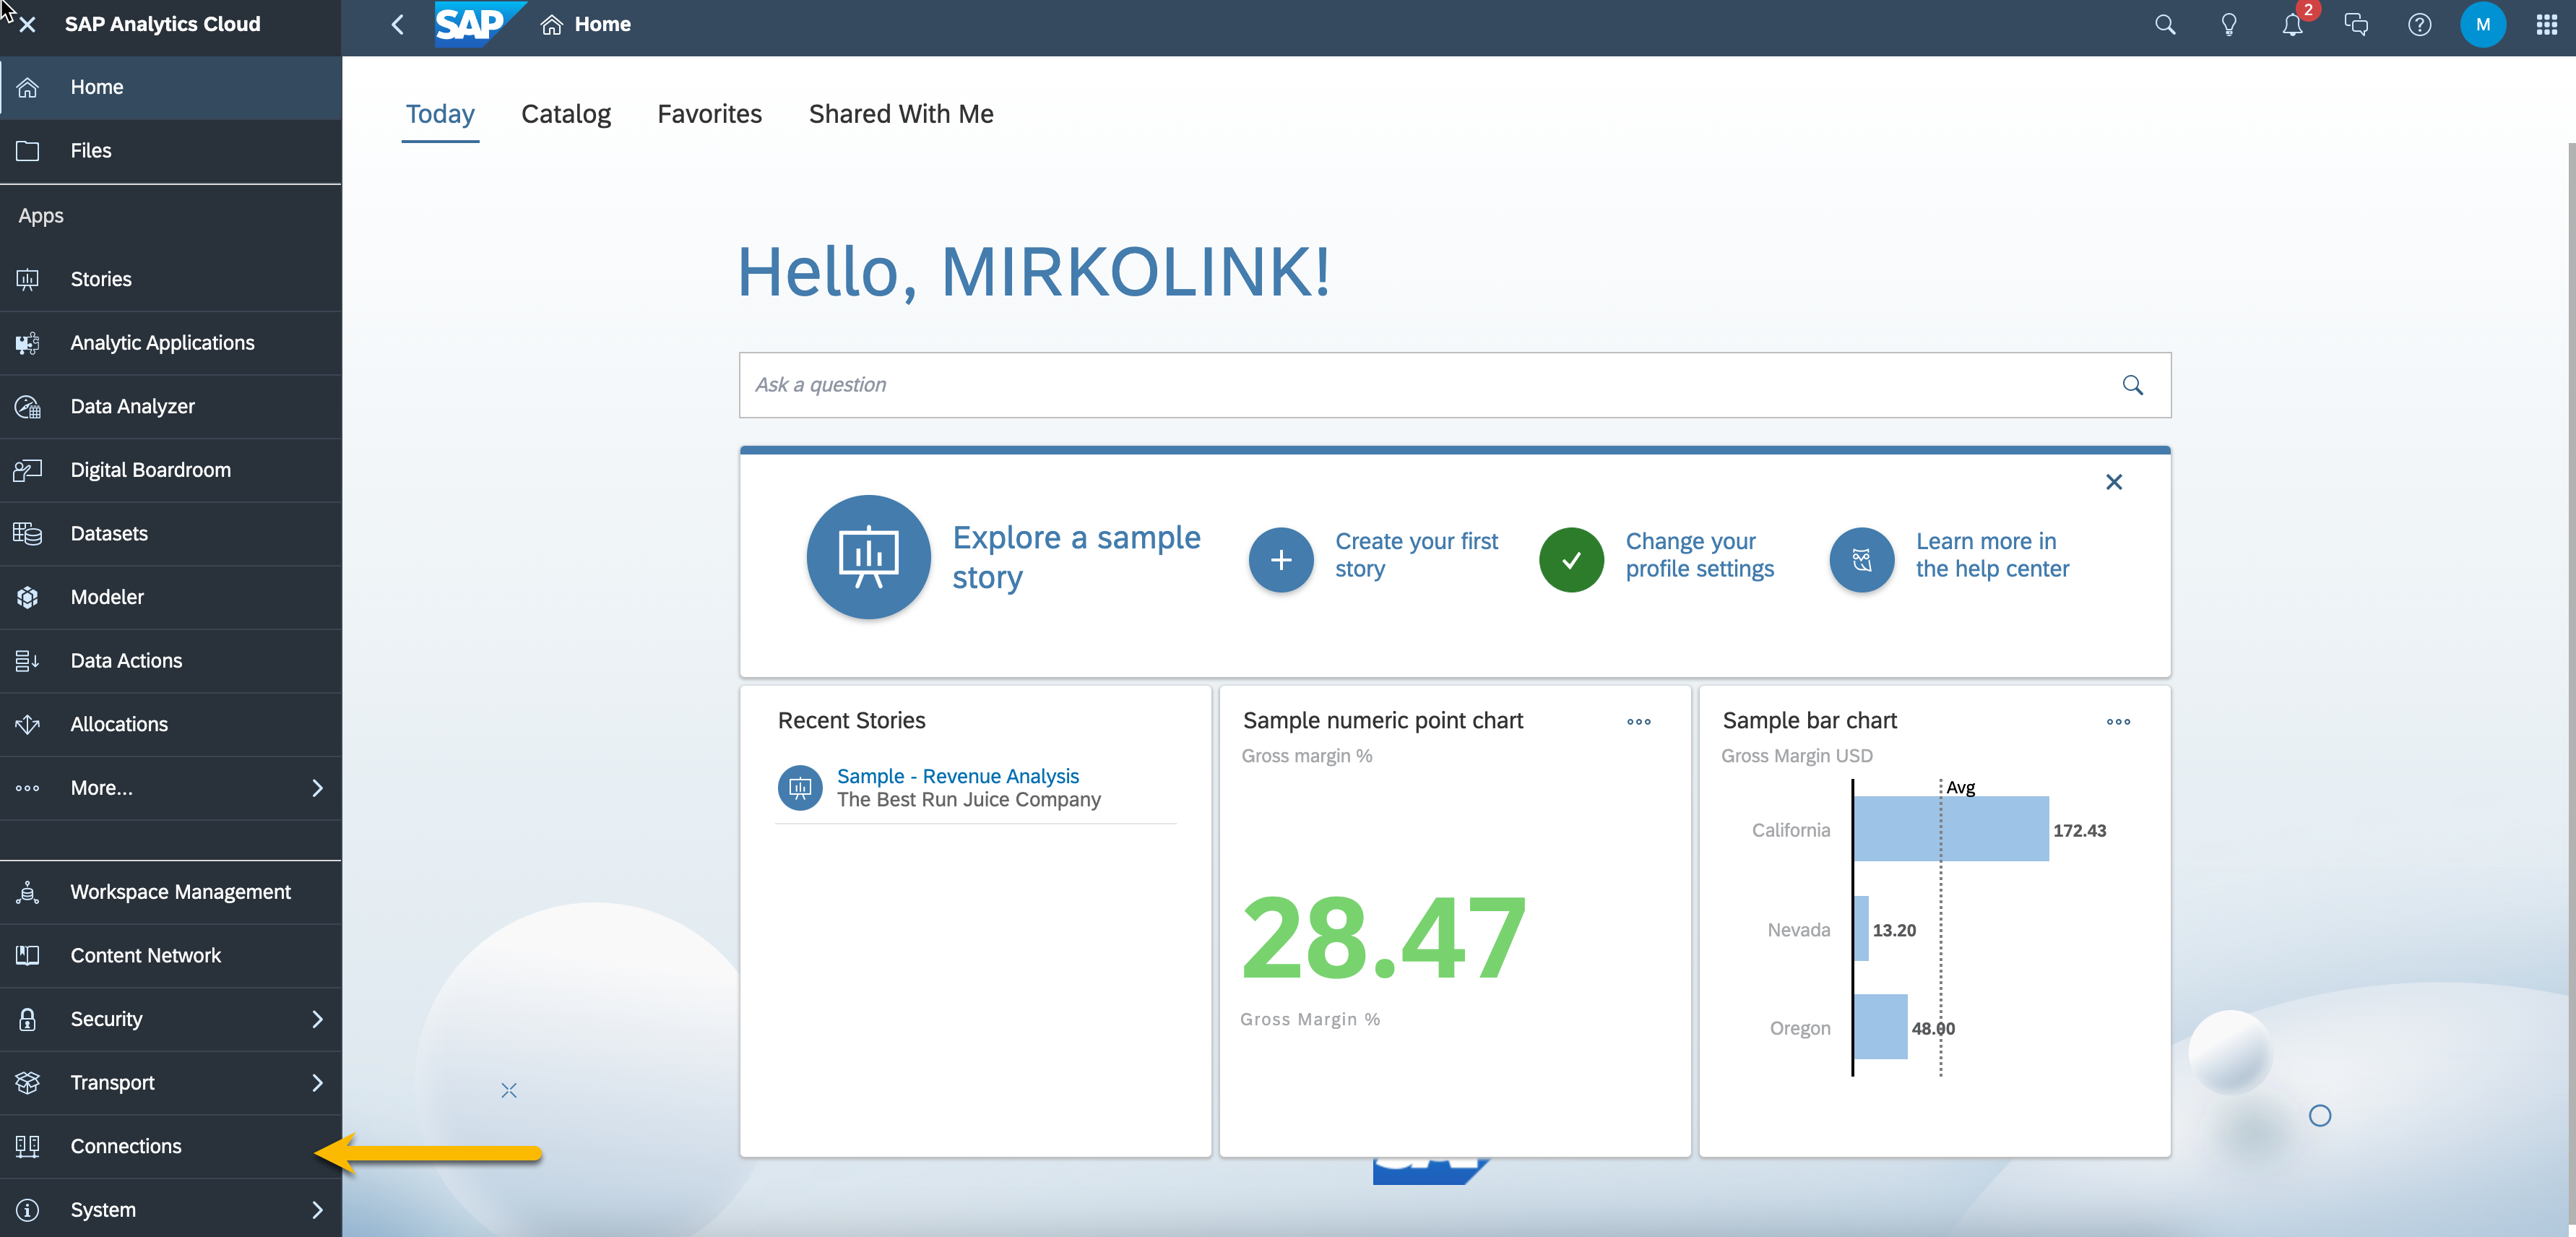 SAP Analytics Cloud
SAP
Home
2
M
Home
Files
Apps
Stories
Analytic Applications
Data Analyzer
Digital Boardroom
Datasets
Modeler
Data Actions
Allocations
More...
Workspace Management
Content Network
Security
Transport
Connections
System
Today Catalog Favorites Shared With Me
Hello, MIRKOLINK!
Ask a question
Explore a sample
story
Create your first
story
Change your
profile settings
Learn more in
the help center
Recent Stories
Sample - Revenue Analysis
The Best Run Juice Company
Sample numeric point chart
Gross margin %
28.47
Gross Margin %
Sample bar chart
Gross Margin USD
Avg
California 172.43
Nevada 13.20
Oregon 48.00